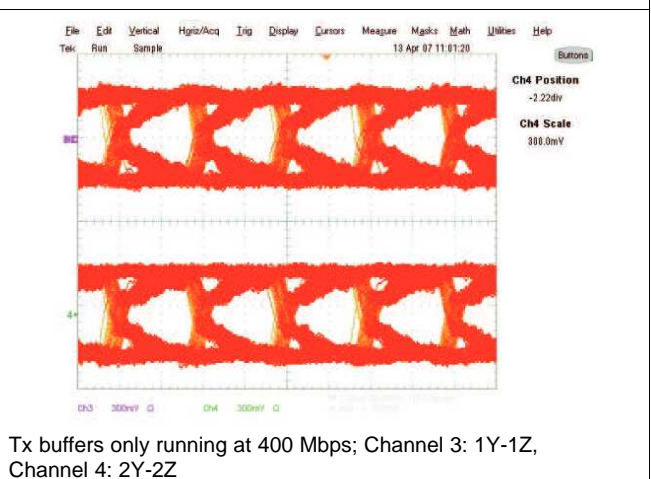 File Edit Vertical Horiz/Acq Trig Display Cursors Measure Masks Math Utilities Help
Tek Run Sample 13 Apr 07 11:01:20
Buttons
Ch4 Position
-2.22div
Ch4 Scale
300.0mV
4
Ch3 300mV Ω Ch4 300mV Ω
Tx buffers only running at 400 Mbps; Channel 3: 1Y-1Z,
Channel 4: 2Y-2Z